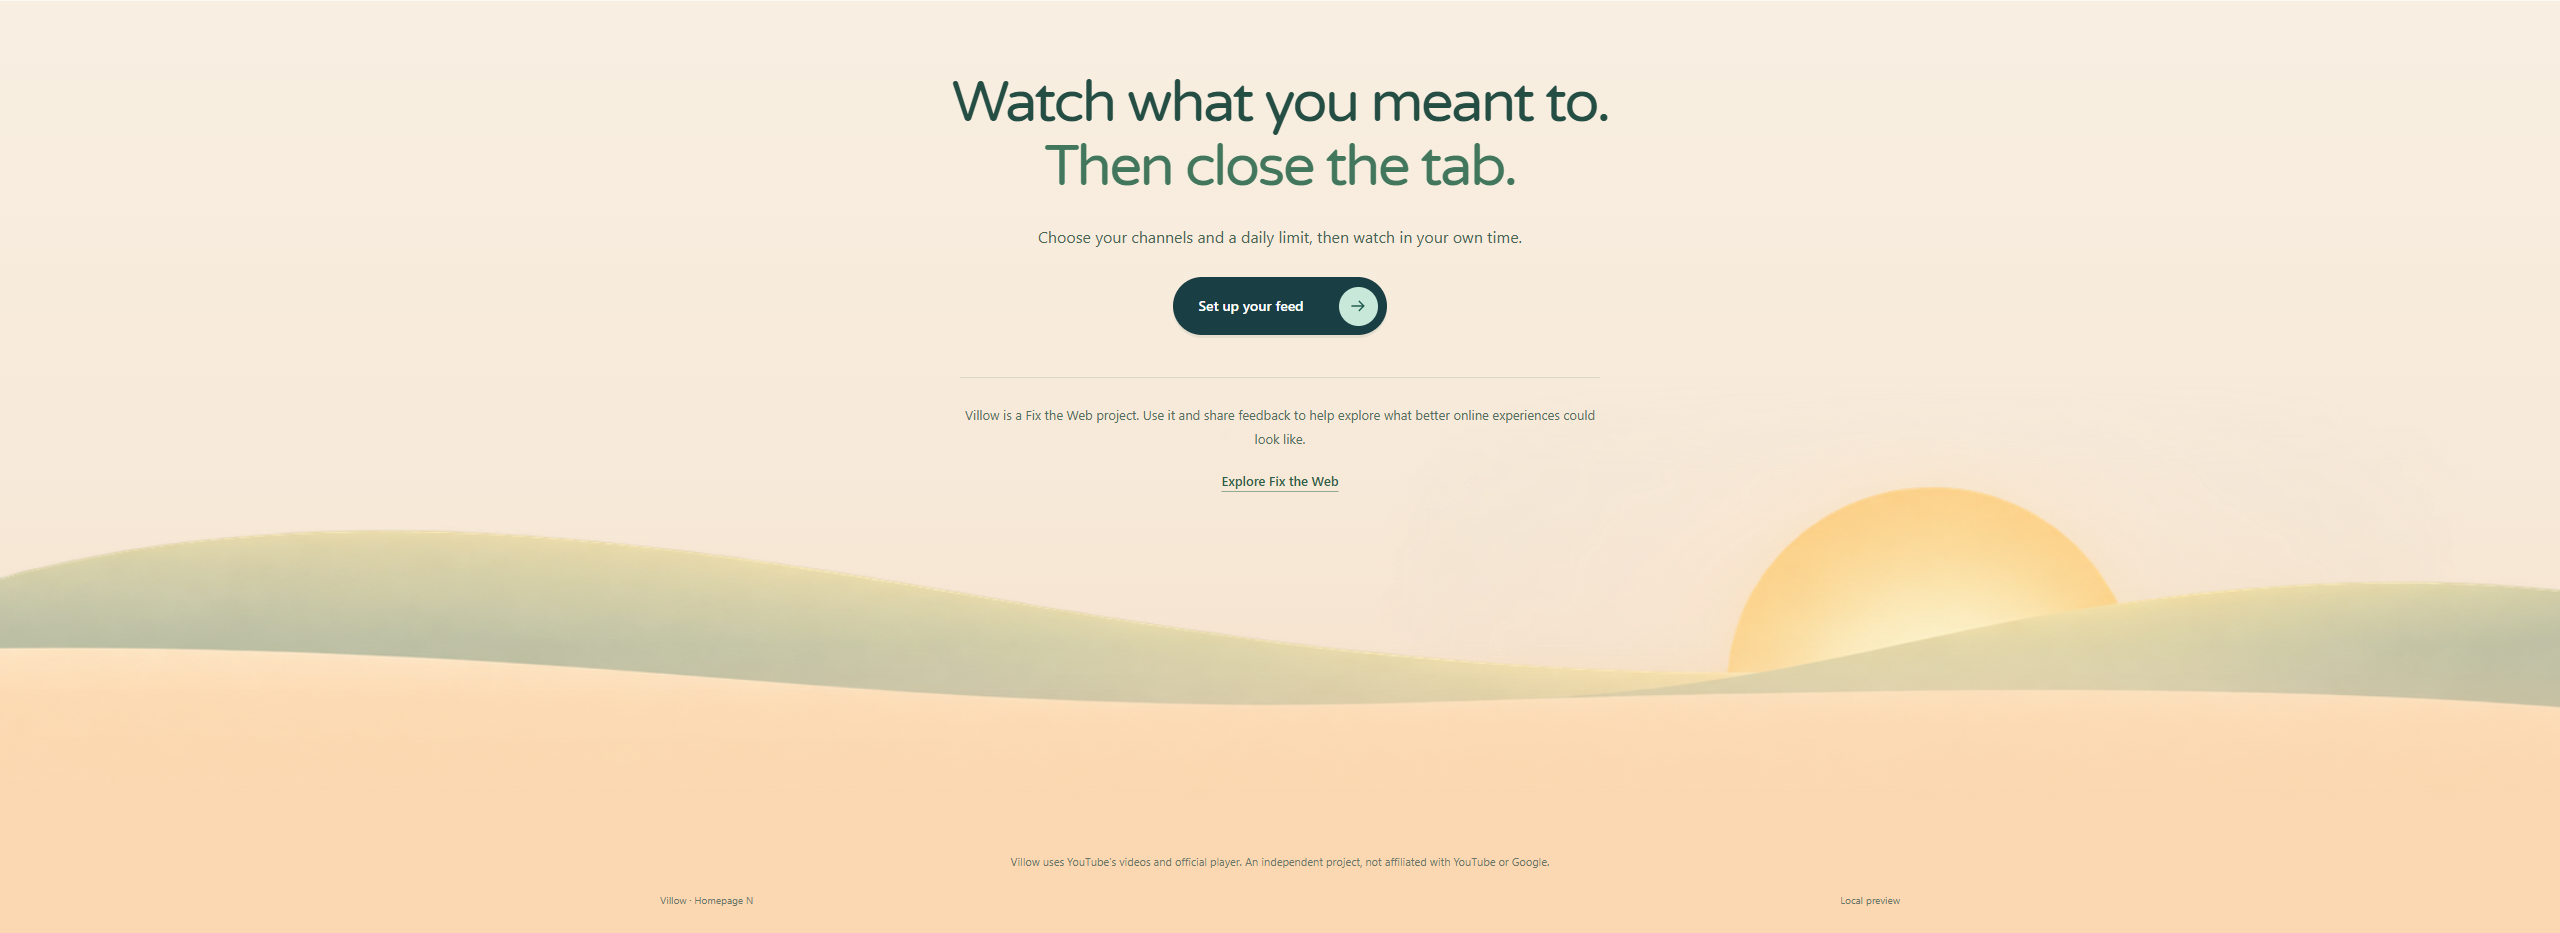 Watch what you meant to.
Then close the tab.
Choose your channels and a daily limit, then watch in your own time.
Set up your feed
Villow is a Fix the Web project. Use it and share feedback to help explore what better online experiences could
look like.
Explore Fix the Web
Villow uses YouTube's videos and official player. An independent project, not affiliated with YouTube or Google.
Villow · Homepage N
Local preview